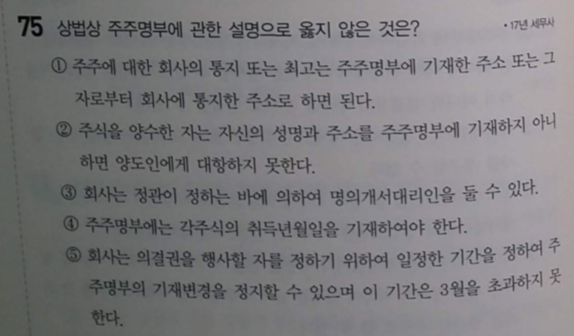 75 상법상 주주명부에 관한 설명으로 옳지 않은 것은? • 17년 세무사
① 주주에 대한 회사의 통지 또는 최고는 주주명부에 기재한 주소 또는 그
자로부터 회사에 통지한 주소로 하면 된다.
② 주식을 양수한 자는 자신의 성명과 주소를 주주명부에 기재하지 아니
하면 양도인에게 대항하지 못한다.
③ 회사는 정관이 정하는 바에 의하여 명의개서대리인을 둘 수 있다.
④ 주주명부에는 각주식의 취득년월일을 기재하여야 한다.
⑤ 회사는 의결권을 행사할 자를 정하기 위하여 일정한 기간을 정하여 주
주명부의 기재변경을 정지할 수 있으며 이 기간은 3월을 초과하지 못
한다.